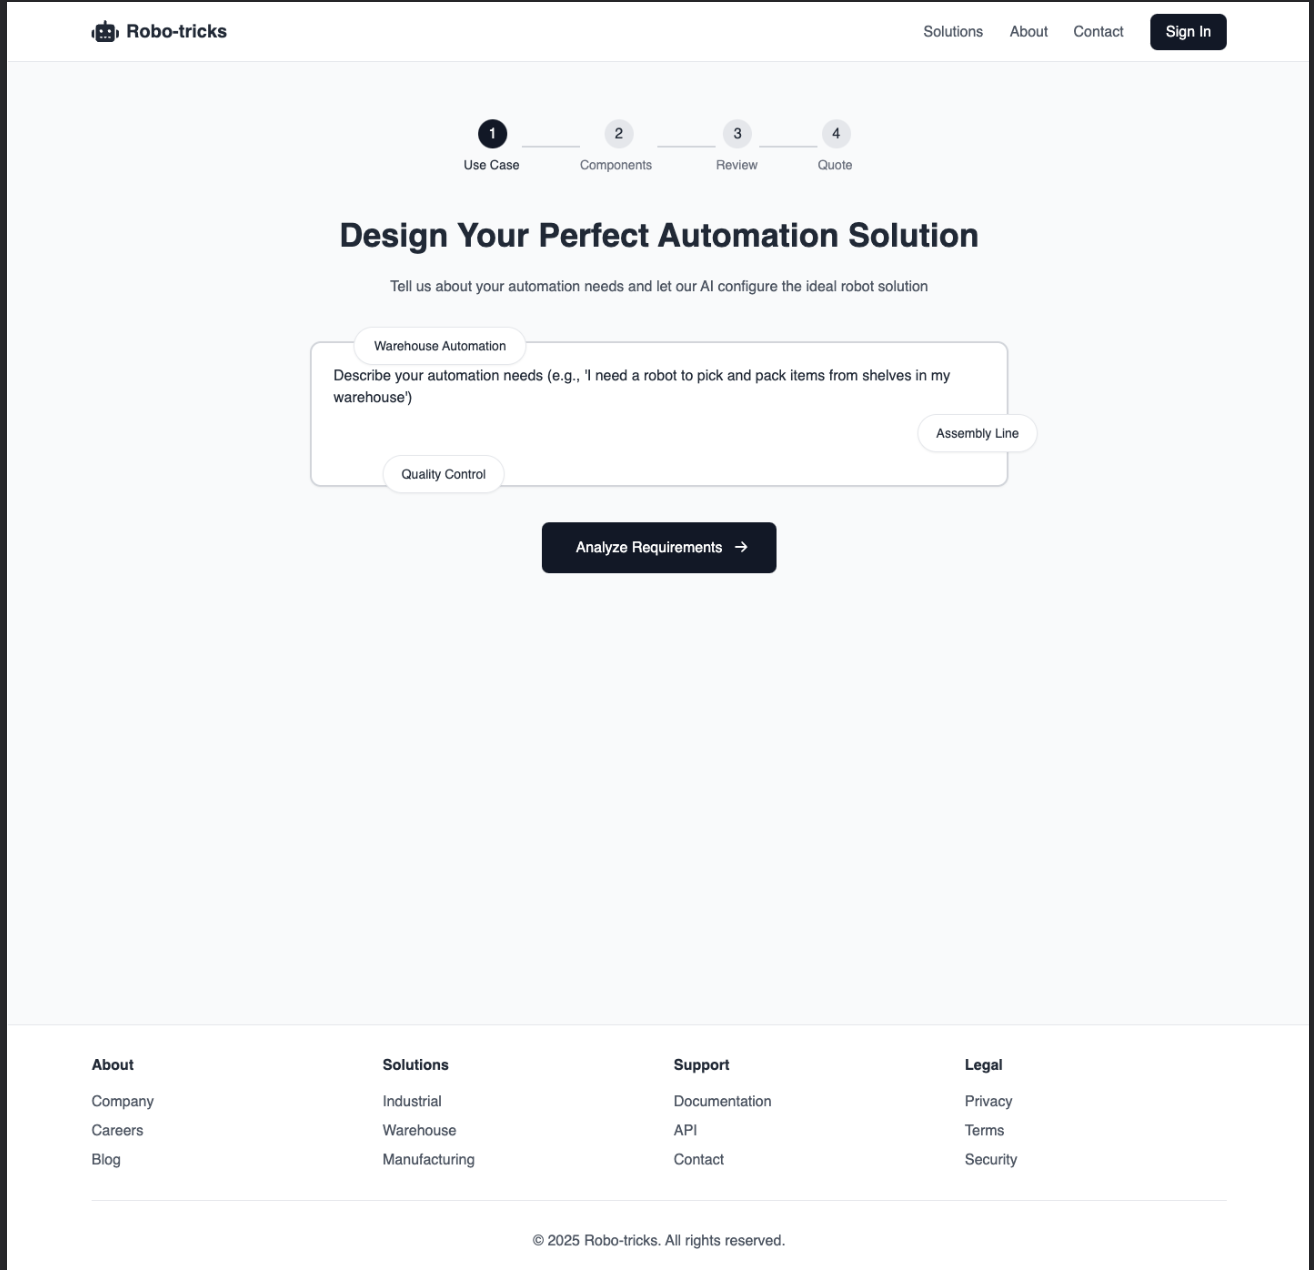 Robo-tricks
Solutions
About
Contact
Sign In
1
2
3
4
Use Case
Components
Review
Quote
Design Your Perfect Automation Solution
Tell us about your automation needs and let our AI configure the ideal robot solution
Warehouse Automation
Describe your automation needs (e.g., 'I need a robot to pick and pack items from shelves in my
warehouse')
Assembly Line
Quality Control
Analyze Requirements →
About
Company
Careers
Blog
Solutions
Industrial
Warehouse
Manufacturing
Support
Documentation
API
Contact
Legal
Privacy
Terms
Security
© 2025 Robo-tricks. All rights reserved.